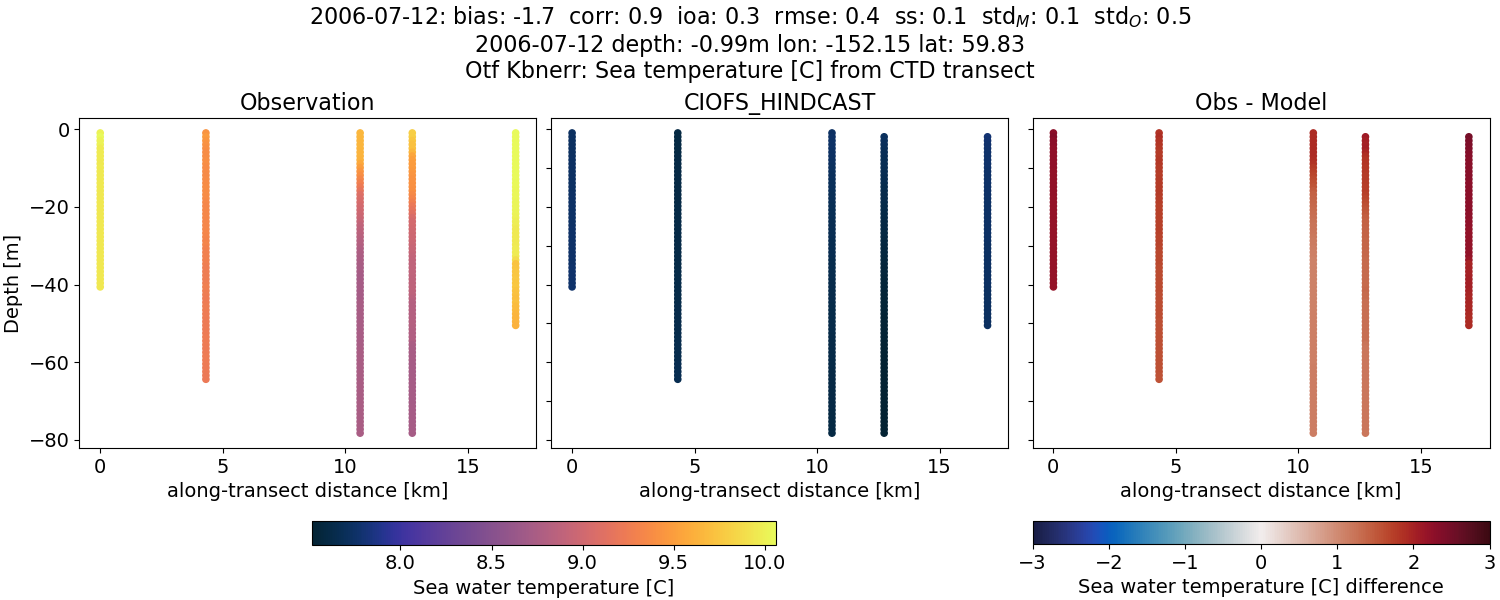 2006-07-12: bias: -1.7  corr: 0.9  ioa: 0.3  rmse: 0.4  ss: 0.1  std_M: 0.1  std_O: 0.5
2006-07-12 depth: -0.99m lon: -152.15 lat: 59.83
Otf Kbnerr: Sea temperature [C] from CTD transect
Observation
CIOFS_HINDCAST
Obs - Model
Depth [m]
0
−20
−40
−60
−80
0 5 10 15
0 5 10 15
0 5 10 15
along-transect distance [km]
along-transect distance [km]
along-transect distance [km]
8.0 8.5 9.0 9.5 10.0
Sea water temperature [C]
−3 −2 −1 0 1 2 3
Sea water temperature [C] difference